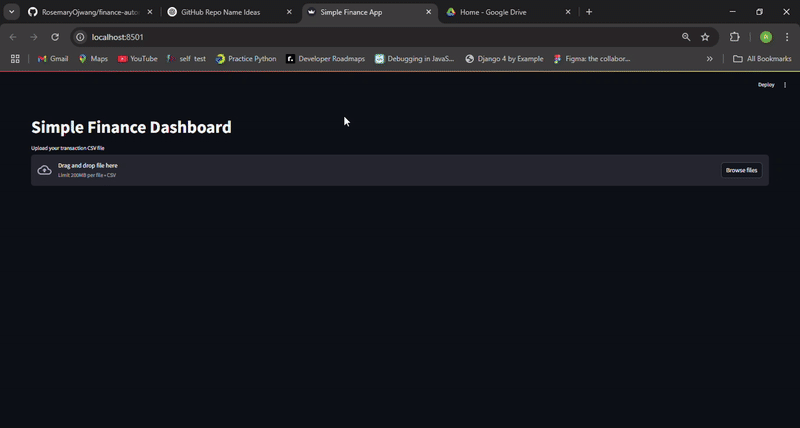 RosemaryOjwang/finance-auto
GitHub Repo Name Ideas
Simple Finance App
Home - Google Drive
localhost:8501
Gmail
Maps
YouTube
self test
Practice Python
Developer Roadmaps
Debugging in JavaS...
Django 4 by Example
Figma: the collabor...
All Bookmarks
Deploy
Simple Finance Dashboard
Upload your transaction CSV file
Drag and drop file here
Limit 200MB per file • CSV
Browse files